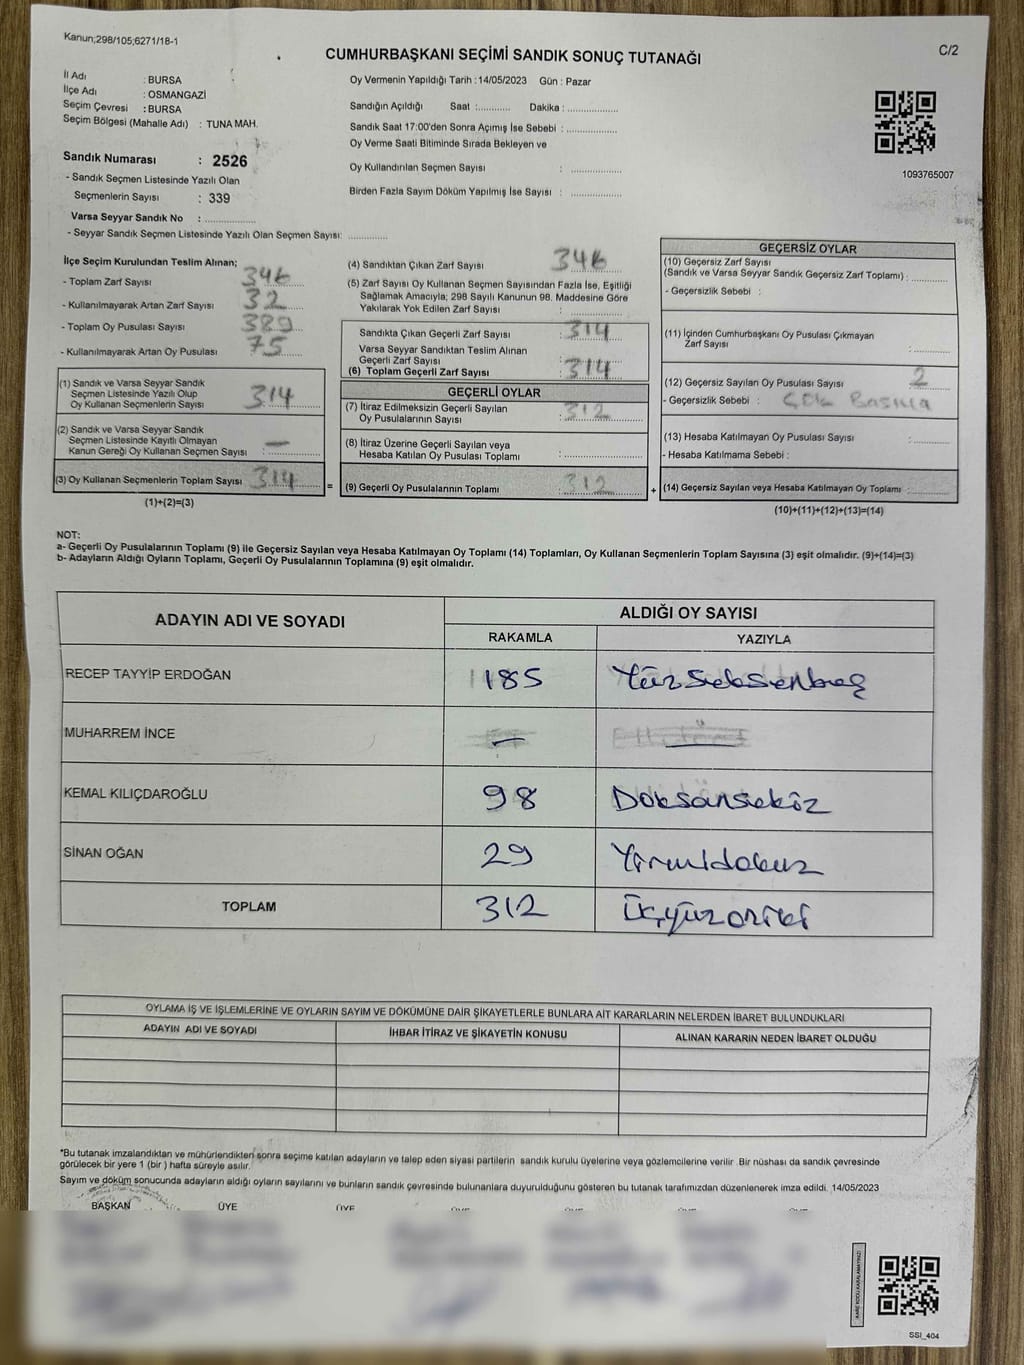 Kanun;298/105;6271/18-1
CUMHURBAŞKANI SEÇİMİ SANDIK SONUÇ TUTANAĞI
C/2
İl Adı : BURSA
İlçe Adı : OSMANGAZİ
Seçim Çevresi : BURSA
Seçim Bölgesi (Mahalle Adı) : TUNA MAH.
Sandık Numarası : 2526
- Sandık Seçmen Listesinde Yazılı Olan
Seçmenlerin Sayısı : 339
Varsa Seyyar Sandık No : ..............
- Seyyar Sandık Seçmen Listesinde Yazılı Olan Seçmen Sayısı: ............
Oy Vermenin Yapıldığı Tarih : 14/05/2023 Gün : Pazar
Sandığın Açıldığı Saat :.......... Dakika : ................
Sandık Saat 17:00'den Sonra Açımış İse Sebebi : ................
Oy Verme Saati Bitiminde Sırada Bekleyen ve
Oy Kullandırılan Seçmen Sayısı : ................
Birden Fazla Sayım Döküm Yapılmış İse Sayısı : ................
1093765007
İlçe Seçim Kurulundan Teslim Alınan;
- Toplam Zarf Sayısı 346
- Kullanılmayarak Artan Zarf Sayısı 32
- Toplam Oy Pusulası Sayısı 389
- Kullanılmayarak Artan Oy Pusulası 75
(1) Sandık ve Varsa Seyyar Sandık
Seçmen Listesinde Yazılı Olup
Oy Kullanan Seçmenlerin Sayısı 314
(2) Sandık ve Varsa Seyyar Sandık
Seçmen Listesinde Kayıtlı Olmayan
Kanun Gereği Oy Kullanan Seçmen Sayısı : —
(3) Oy Kullanan Seçmenlerin Toplam Sayısı 314
(1)+(2)=(3)
=
(4) Sandıktan Çıkan Zarf Sayısı 346
(5) Zarf Sayısı Oy Kullanan Seçmen Sayısından Fazla İse, Eşitliği
Sağlamak Amacıyla; 298 Sayılı Kanunun 98. Maddesine Göre
Yakılarak Yok Edilen Zarf Sayısı : ................
Sandıkta Çıkan Geçerli Zarf Sayısı : 314
Varsa Seyyar Sandıktan Teslim Alınan
Geçerli Zarf Sayısı :
(6) Toplam Geçerli Zarf Sayısı : 314
GEÇERLİ OYLAR
(7) İtiraz Edilmeksizin Geçerli Sayılan
Oy Pusulalarının Sayısı : 312
(8) İtiraz Üzerine Geçerli Sayılan veya
Hesaba Katılan Oy Pusulası Toplamı : ................
(9) Geçerli Oy Pusulalarının Toplamı : 312
+
GEÇERSİZ OYLAR
(10) Geçersiz Zarf Sayısı
(Sandık ve Varsa Seyyar Sandık Geçersiz Zarf Toplamı) : ............
- Geçersizlik Sebebi :
(11) İçinden Cumhurbaşkanı Oy Pusulası Çıkmayan
Zarf Sayısı : ............
(12) Geçersiz Sayılan Oy Pusulası Sayısı : 2
- Geçersizlik Sebebi : Çok Basma
(13) Hesaba Katılmayan Oy Pusulası Sayısı : ............
- Hesaba Katılmama Sebebi :
(14) Geçersiz Sayılan veya Hesaba Katılmayan Oy Toplamı : ............
(10)+(11)+(12)+(13)=(14)
NOT:
a- Geçerli Oy Pusulalarının Toplamı (9) ile Geçersiz Sayılan veya Hesaba Katılmayan Oy Toplamı (14) Toplamları, Oy Kullanan Seçmenlerin Toplam Sayısına (3) eşit olmalıdır. (9)+(14)=(3)
b- Adayların Aldığı Oyların Toplamı, Geçerli Oy Pusulalarının Toplamına (9) eşit olmalıdır.
ADAYIN ADI VE SOYADI ALDIĞI OY SAYISI
RAKAMLA YAZIYLA
RECEP TAYYİP ERDOĞAN 185 Yüzseksenbeş
MUHARREM İNCE —
KEMAL KILIÇDAROĞLU 98 Doksansekiz
SİNAN OĞAN 29 Yirmidokuz
TOPLAM 312 Üçyüzoniki
OYLAMA İŞ VE İŞLEMLERİNE VE OYLARIN SAYIM VE DÖKÜMÜNE DAİR ŞİKAYETLERLE BUNLARA AİT KARARLARIN NELERDEN İBARET BULUNDUKLARI
ADAYIN ADI VE SOYADI İHBAR İTİRAZ VE ŞİKAYETİN KONUSU ALINAN KARARIN NEDEN İBARET OLDUĞU
*Bu tutanak imzalandıktan ve mühürlendikten sonra seçime katılan adayların ve talep eden siyasi partilerin sandık kurulu üyelerine veya gözlemcilerine verilir .Bir nüshası da sandık çevresinde
görülecek bir yere 1 (bir ) hafta süreyle asılır.
Sayım ve döküm sonucunda adayların aldığı oyların sayılarını ve bunların sandık çevresinde bulunanlara duyurulduğunu gösteren bu tutanak tarafımızdan düzenlenerek imza edildi. 14/05/2023
BAŞKAN ÜYE ÜYE
SSI_404